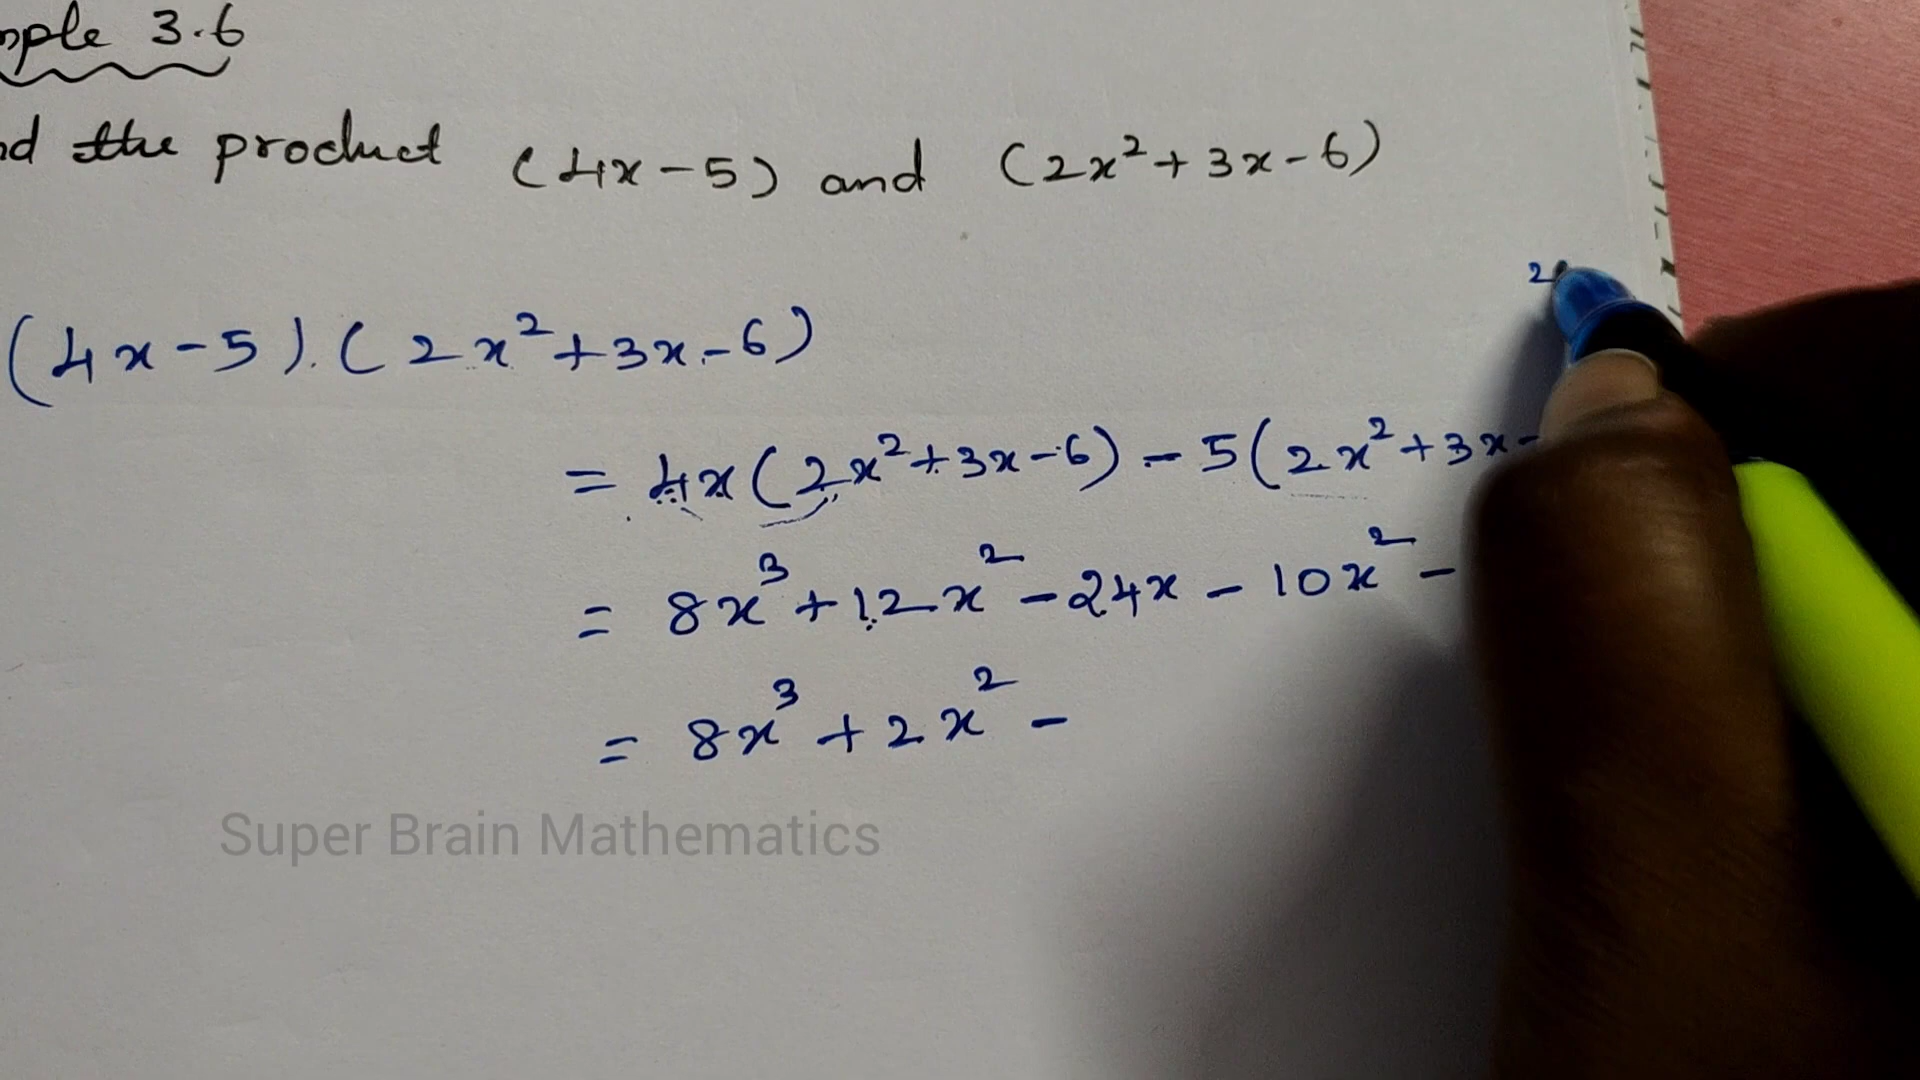 mple 3.6
nd the product (4x-5) and (2x²+3x-6)
2
(4x-5).(2x²+3x-6)
= 4x(2x²+3x-6)-5(2x²+3x-
= 8x³+12x²-24x-10x²-
= 8x³+2x²-
Super Brain Mathematics